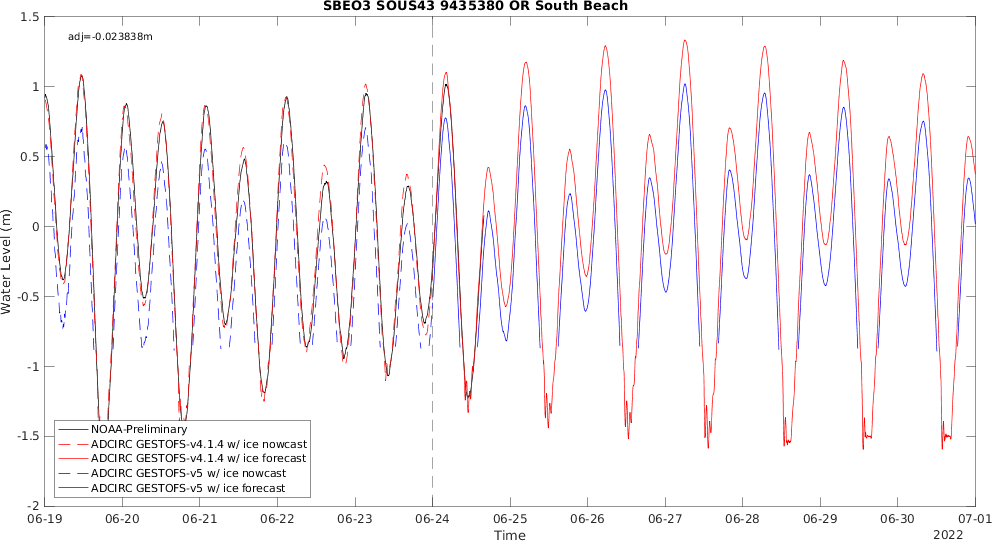 SBEO3 SOUS43 9435380 OR South Beach
adj=-0.023838m
1.5
1
0.5
0
-0.5
-1
-1.5
-2
Water Level (m)
NOAA-Preliminary
ADCIRC GESTOFS-v4.1.4 w/ ice nowcast
ADCIRC GESTOFS-v4.1.4 w/ ice forecast
ADCIRC GESTOFS-v5 w/ ice nowcast
ADCIRC GESTOFS-v5 w/ ice forecast
06-19 06-20 06-21 06-22 06-23 06-24 06-25 06-26 06-27 06-28 06-29 06-30 07-01
Time
2022